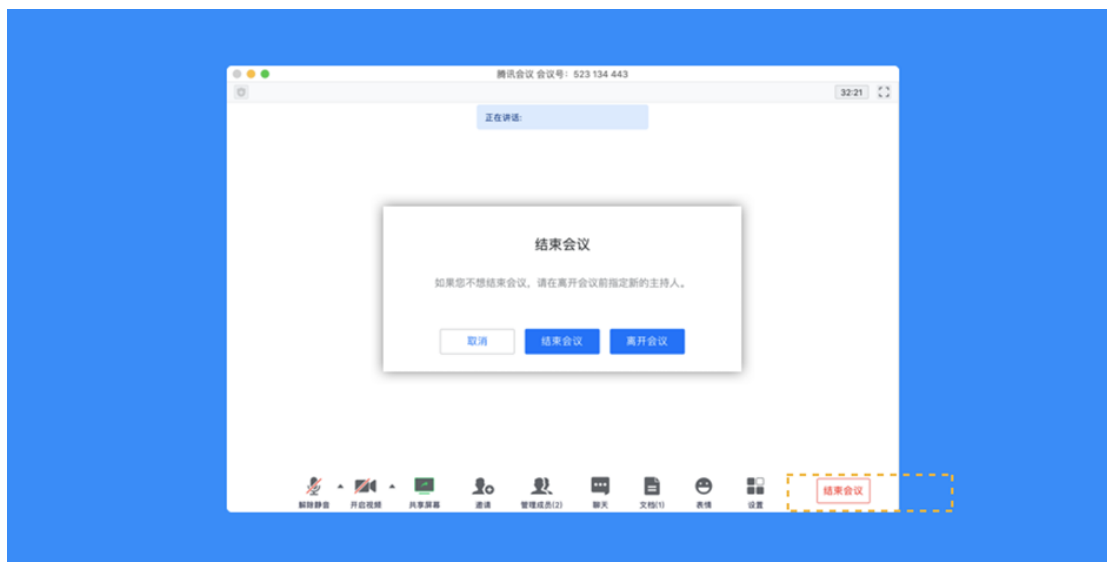 腾讯会议 会议号：523 134 443
32:21
正在讲话:
结束会议
如果您不想结束会议，请在离开会议前指定新的主持人。
取消 结束会议 离开会议
解除静音 开启视频 共享屏幕 邀请 管理成员(2) 聊天 文档(1) 表情 设置 结束会议